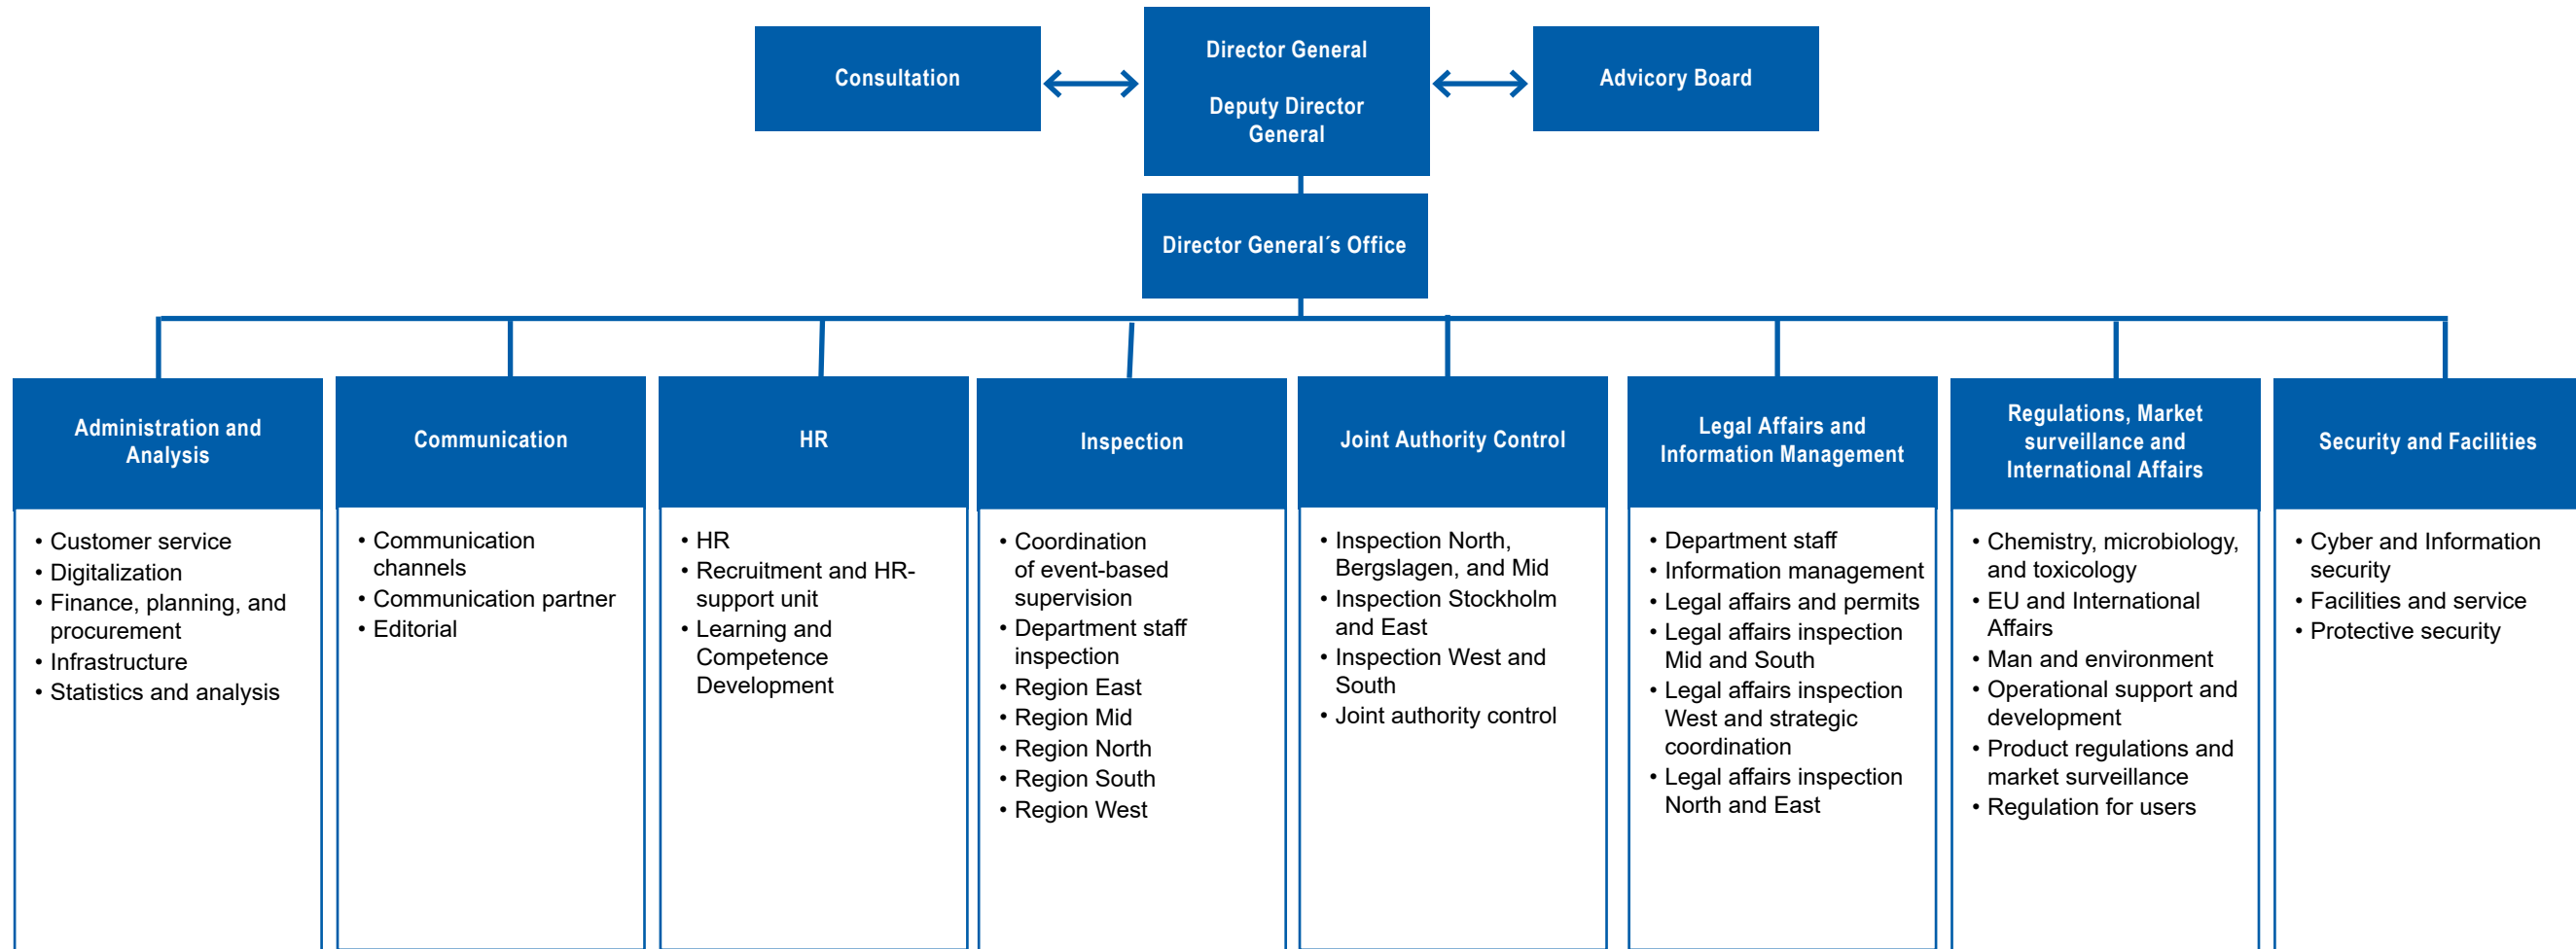 Consultation
Director General
Deputy Director
General
Advicory Board
Director General´s Office
Administration and
Analysis
• Customer service
• Digitalization
• Finance, planning, and
procurement
• Infrastructure
• Statistics and analysis
Communication
• Communication
channels
• Communication partner
• Editorial
HR
• HR
• Recruitment and HR-
support unit
• Learning and
Competence
Development
Inspection
• Coordination
of event-based
supervision
• Department staff
inspection
• Region East
• Region Mid
• Region North
• Region South
• Region West
Joint Authority Control
• Inspection North,
Bergslagen, and Mid
• Inspection Stockholm
and East
• Inspection West and
South
• Joint authority control
Legal Affairs and
Information Management
• Department staff
• Information management
• Legal affairs and permits
• Legal affairs inspection
Mid and South
• Legal affairs inspection
West and strategic
coordination
• Legal affairs inspection
North and East
Regulations, Market
surveillance and
International Affairs
• Chemistry, microbiology,
and toxicology
• EU and International
Affairs
• Man and environment
• Operational support and
development
• Product regulations and
market surveillance
• Regulation for users
Security and Facilities
• Cyber and Information
security
• Facilities and service
• Protective security